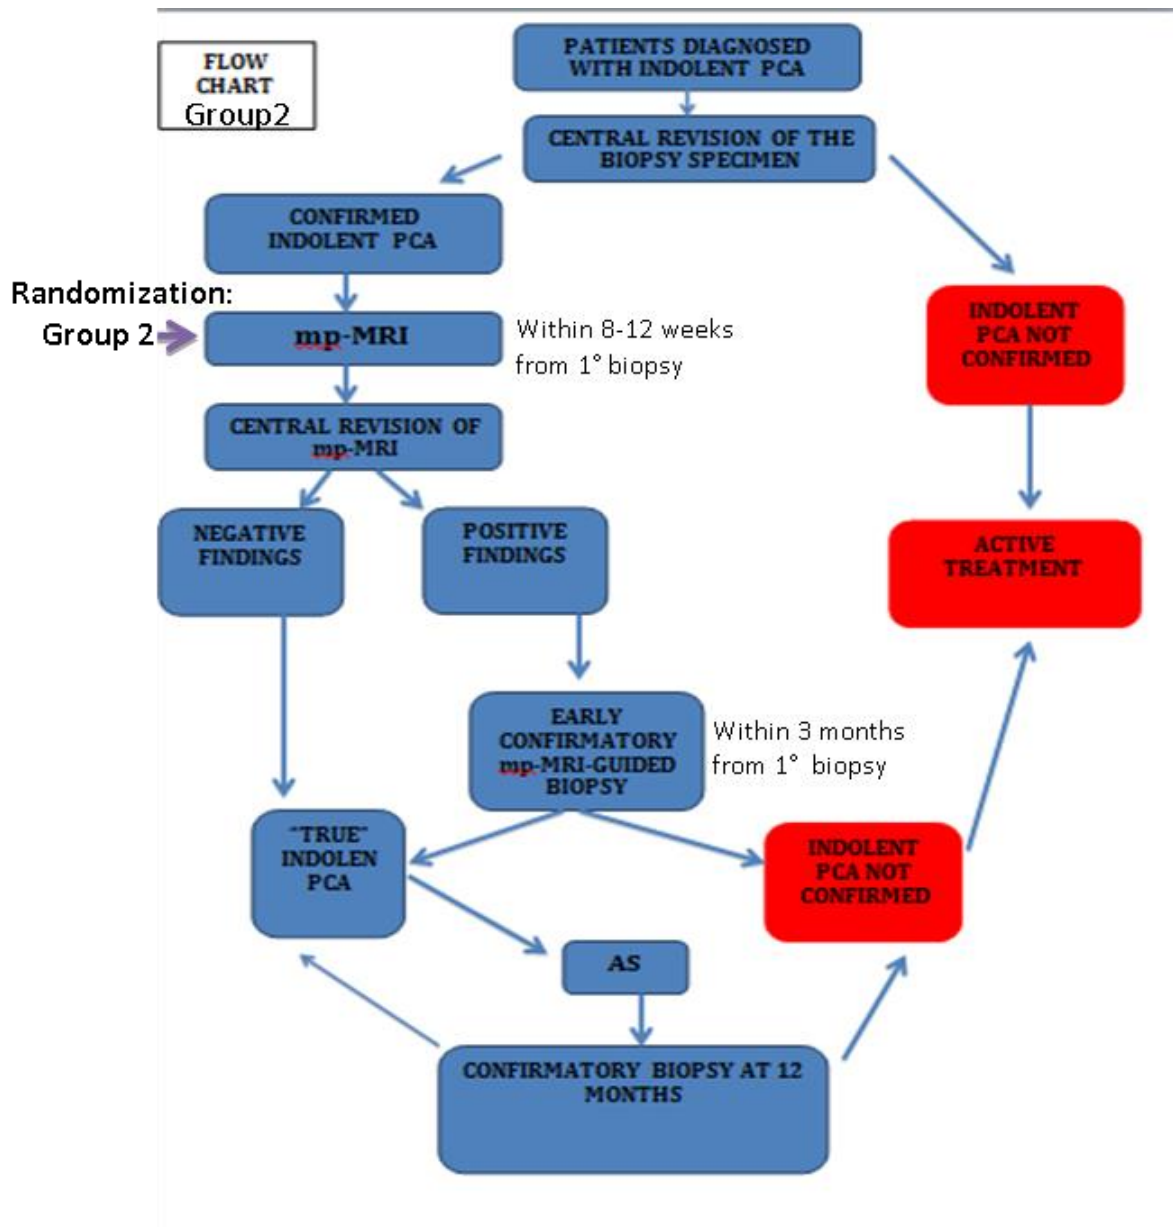 FLOW
CHART
Group2
PATIENTS DIAGNOSED
WITH INDOLENT PCA
CENTRAL REVISION OF THE
BIOPSY SPECIMEN
CONFIRMED
INDOLENT PCA
Randomization:
Group 2
mp-MRI
Within 8-12 weeks
from 1° biopsy
INDOLENT
PCA NOT
CONFIRMED
CENTRAL REVISION OF
mp-MRI
NEGATIVE
FINDINGS
POSITIVE
FINDINGS
ACTIVE
TREATMENT
EARLY
CONFIRMATORY
mp-MRI-GUIDED
BIOPSY
Within 3 months
from 1° biopsy
"TRUE"
INDOLEN
PCA
INDOLENT
PCA NOT
CONFIRMED
AS
CONFIRMATORY BIOPSY AT 12
MONTHS